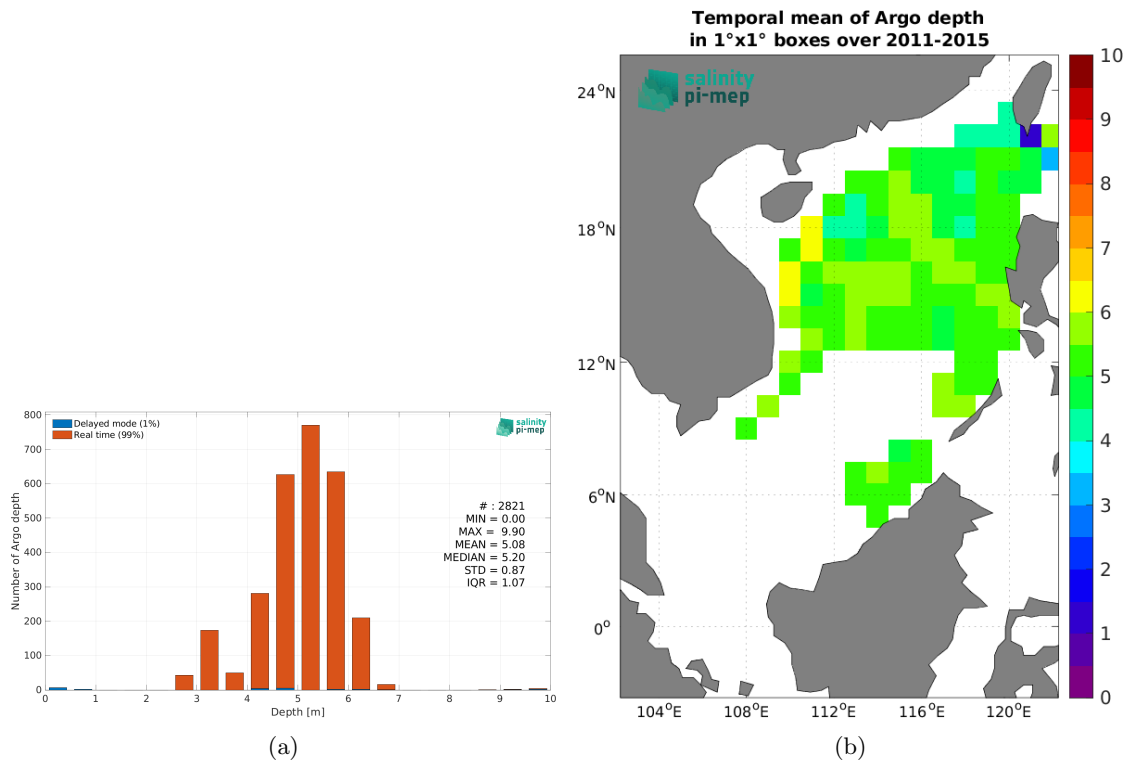 Temporal mean of Argo depth
in 1°x1° boxes over 2011-2015
salinity
pi-mep
24°N
18°N
12°N
6°N
0°
104°E 108°E 112°E 116°E 120°E
10
9
8
7
6
5
4
3
2
1
0
800
700
600
500
400
300
200
100
0
Number of Argo depth
Delayed mode (1%)
Real time (99%)
salinity
pi-mep
# : 2821
MIN = 0.00
MAX = 9.90
MEAN = 5.08
MEDIAN = 5.20
STD = 0.87
IQR = 1.07
0 1 2 3 4 5 6 7 8 9 10
Depth [m]
(a) (b)